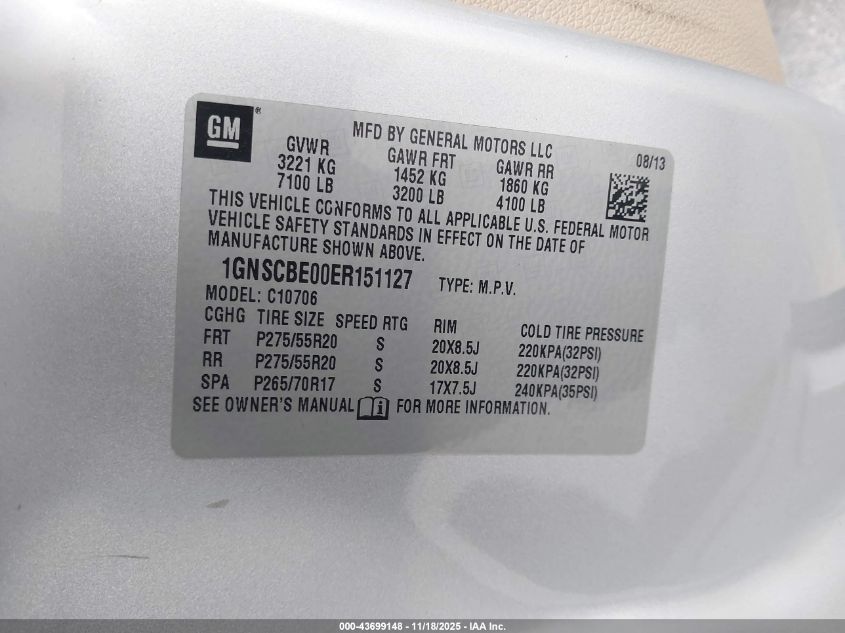 GM ®
MFD BY GENERAL MOTORS LLC
08/13
GVWR GAWR FRT GAWR RR
3221 KG 1452 KG 1860 KG
7100 LB 3200 LB 4100 LB
THIS VEHICLE CONFORMS TO ALL APPLICABLE U.S. FEDERAL MOTOR
VEHICLE SAFETY STANDARDS IN EFFECT ON THE DATE OF
MANUFACTURE SHOWN ABOVE.
1GNSCBE00ER151127 TYPE: M.P.V.
MODEL: C10706
CGHG TIRE SIZE SPEED RTG RIM COLD TIRE PRESSURE
FRT P275/55R20 S 20X8.5J 220KPA(32PSI)
RR P275/55R20 S 20X8.5J 220KPA(32PSI)
SPA P265/70R17 S 17X7.5J 240KPA(35PSI)
SEE OWNER'S MANUAL i FOR MORE INFORMATION.
000-43699148 - 11/18/2025 - IAA Inc.